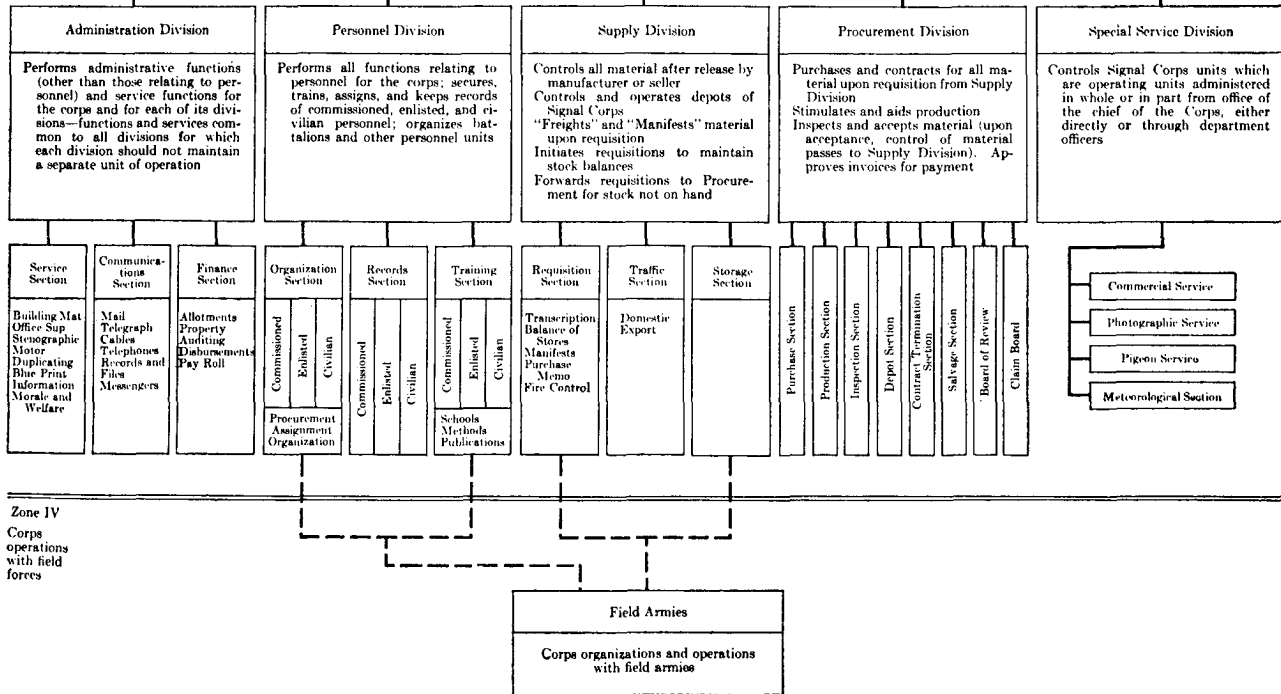 Administration Division
Performs administrative functions
(other than those relating to per-
sonnel) and service functions for
the corps and for each of its divi-
sions—functions and services com-
mon to all divisions for which
each division should not maintain
a separate unit of operation
Personnel Division
Performs all functions relating to
personnel for the corps; secures,
trains, assigns, and keeps records
of commissioned, enlisted, and ci-
vilian personnel; organizes bat-
talions and other personnel units
Supply Division
Controls all material after release by
manufacturer or seller
Controls and operates depots of
Signal Corps
"Freights" and "Manifests" material
upon requisition
Initiates requisitions to maintain
stock balances
Forwards requisitions to Procure-
ment for stock not on hand
Procurement Division
Purchases and contracts for all ma-
terial upon requisition from Supply
Division
Stimulates and aids production
Inspects and accepts material (upon
acceptance, control of material
passes to Supply Division). Ap-
proves invoices for payment
Special Service Division
Controls Signal Corps units which
are operating units administered
in whole or in part from office of
the chief of the Corps, either
directly or through department
officers
Service
Section
Building Mat
Office Sup
Stenographic
Motor
Duplicating
Blue Print
Information
Morale and
Welfare
Communica-
tions
Section
Mail
Telegraph
Cables
Telephones
Records and
Files
Messengers
Finance
Section
Allotments
Property
Auditing
Disbursements
Pay Roll
Organization
Section
Commissioned
Enlisted
Civilian
Procurement
Assignment
Organization
Records
Section
Commissioned
Enlisted
Civilian
Training
Section
Commissioned
Enlisted
Civilian
Schools
Methods
Publications
Requisition
Section
Transcription
Balance of
Stores
Manifests
Purchase
Memo
Fire Control
Traffic
Section
Domestic
Export
Storage
Section
Purchase Section
Production Section
Inspection Section
Depot Section
Contract Termination
Section
Salvage Section
Board of Review
Claim Board
Commercial Service
Photographic Service
Pigeon Service
Meteorological Section
Zone IV
Corps
operations
with field
forces
Field Armies
Corps organizations and operations
with field armies